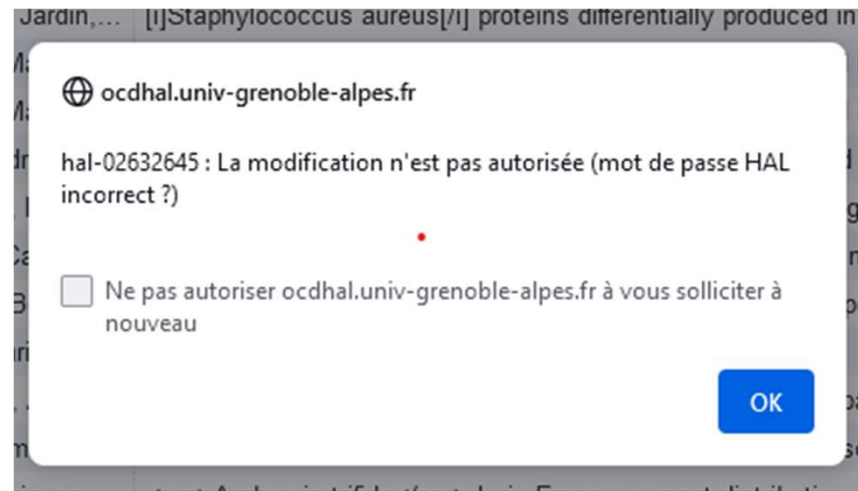 Jardin,... [i]Staphylococcus aureus[/i] proteins differentially produced in
ocdhal.univ-grenoble-alpes.fr
hal-02632645 : La modification n'est pas autorisée (mot de passe HAL
incorrect ?)
Ne pas autoriser ocdhal.univ-grenoble-alpes.fr à vous solliciter à
nouveau
OK